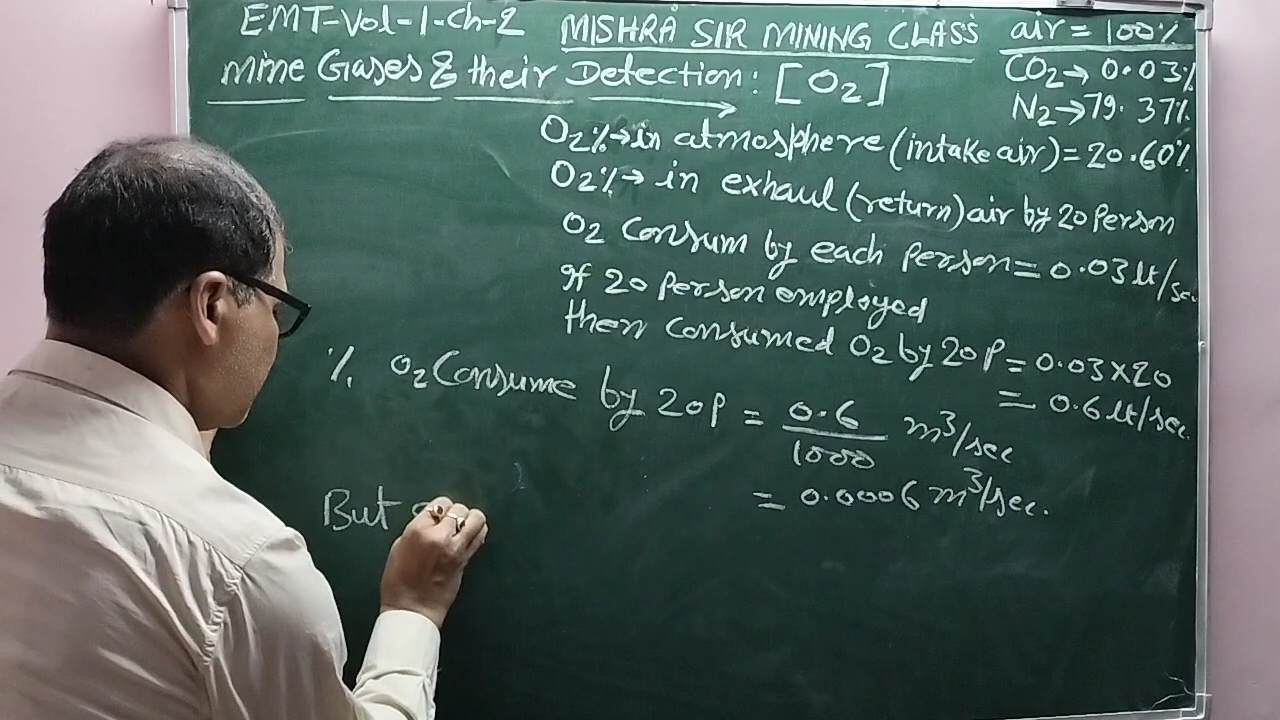 EMT-Vol-1-Ch-2 MISHRA SIR MINING CLASS air = 100%
Mine Gases & their Detection: [O2] CO2→0.03%
N2→79.37%
O2%→in atmosphere (intake air)=20.60%
O2%→in exhaul (return) air by 20 Person
O2 Consum by each person=0.03 lt/sec
If 20 Person employed
then Consumed O2 by 20P=0.03×20
= 0.6 lt/sec.
% O2 Consume by 20P = 0.6/1000 m3/sec
= 0.0006 m3/sec.
But